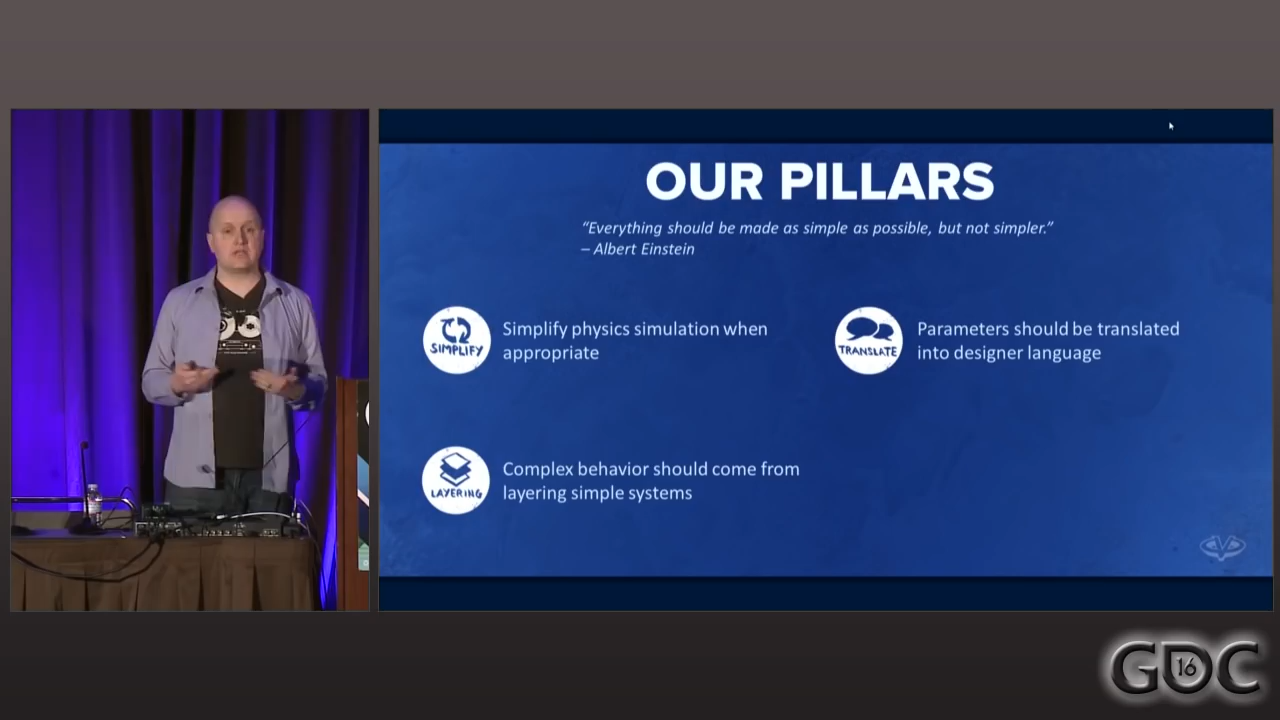 OUR PILLARS
“Everything should be made as simple as possible, but not simpler.”
– Albert Einstein
SIMPLIFY
Simplify physics simulation when
appropriate
TRANSLATE
Parameters should be translated
into designer language
LAYERING
Complex behavior should come from
layering simple systems
GDC
16